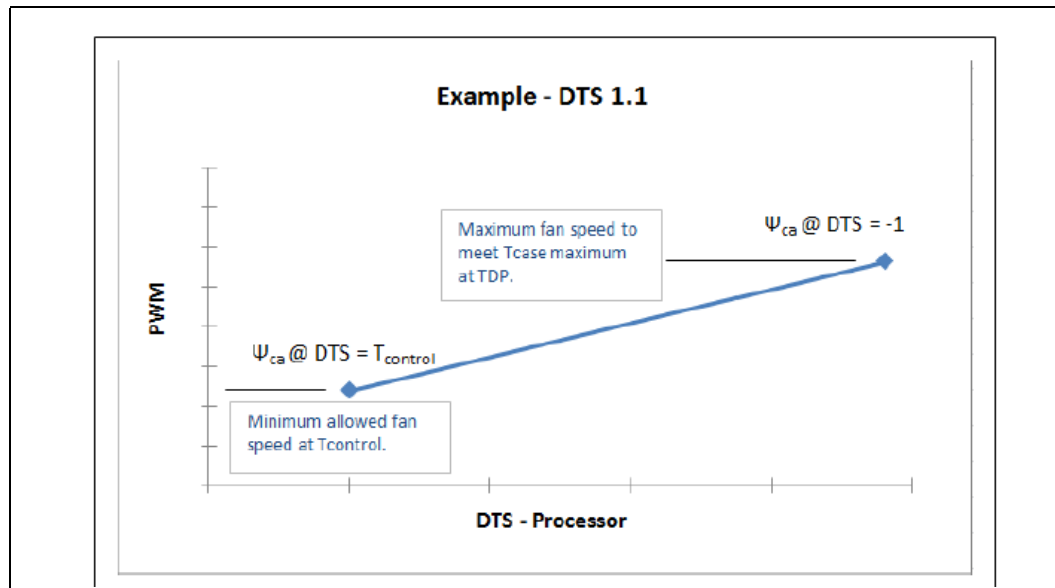 Example - DTS 1.1
Ψca @ DTS = -1
Maximum fan speed to
meet Tcase maximum
at TDP.
PWM
Ψca @ DTS = Tcontrol
Minimum allowed fan
speed at Tcontrol.
DTS - Processor